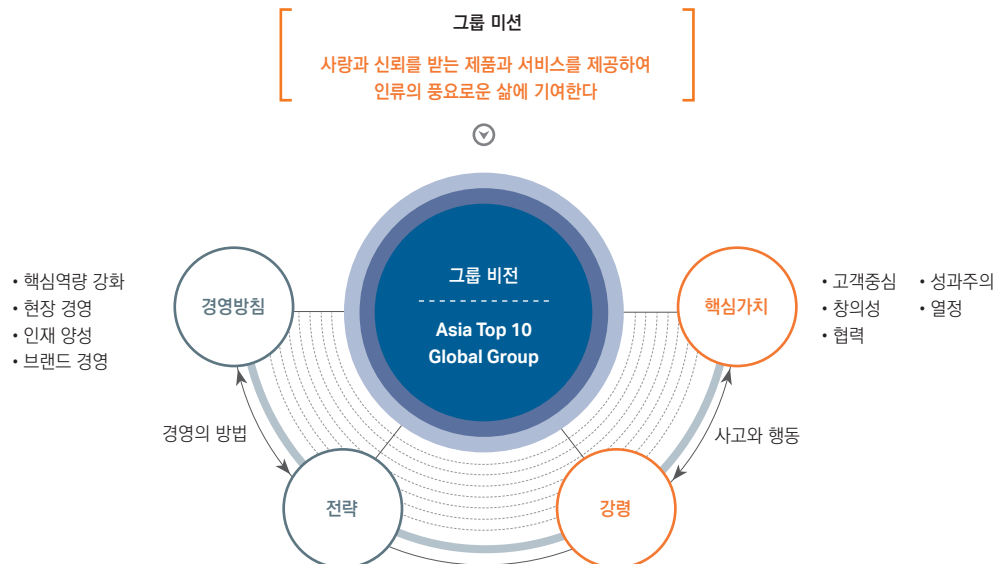 그룹 미션
사랑과 신뢰를 받는 제품과 서비스를 제공하여
인류의 풍요로운 삶에 기여한다
그룹 비전
Asia Top 10
Global Group
경영방침
• 핵심역량 강화
• 현장 경영
• 인재 양성
• 브랜드 경영
핵심가치
• 고객중심
• 창의성
• 협력
• 성과주의
• 열정
경영의 방법
사고와 행동
전략
강령